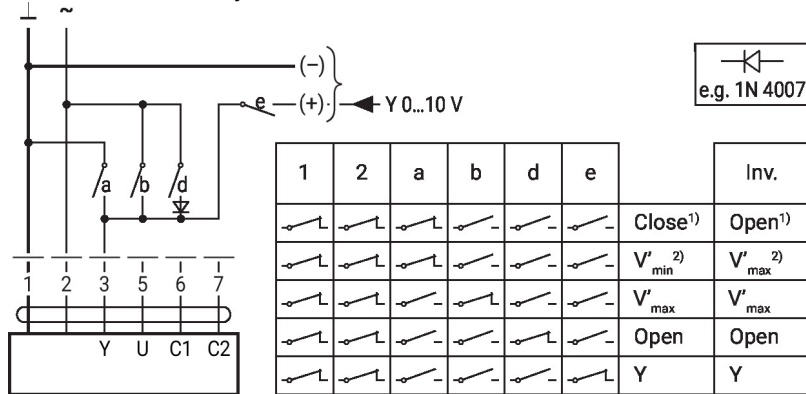 ⊥ ~
(–)
e (+) Y 0...10 V
e.g. 1N 4007
a b d
1 2 3 5 6 7
Y U C1 C2
1 2 a b d e Inv.
Close¹⁾ Open¹⁾
V'min²⁾ V'max²⁾
V'max V'max
Open Open
Y Y